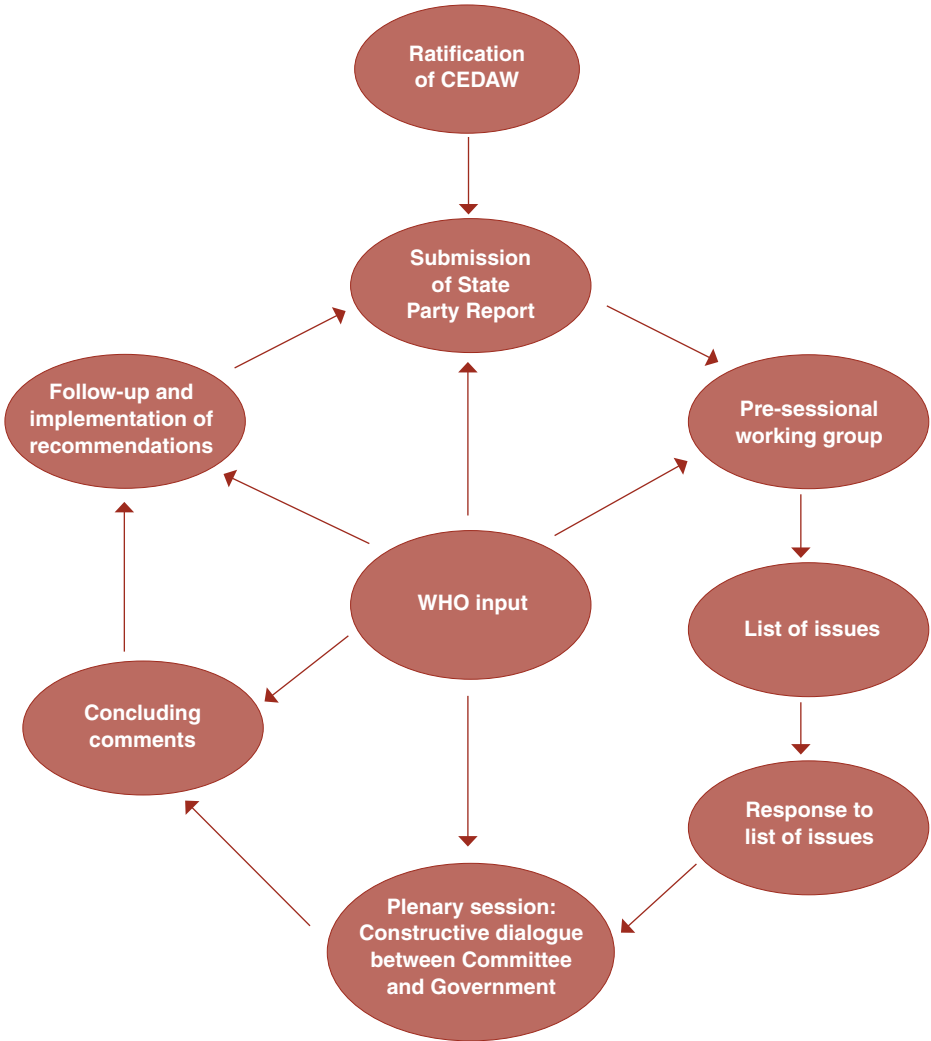 Ratification
of CEDAW
Submission
of State
Party Report
Follow-up and
implementation of
recommendations
Pre-sessional
working group
WHO input
List of issues
Concluding
comments
Response to
list of issues
Plenary session:
Constructive dialogue
between Committee
and Government